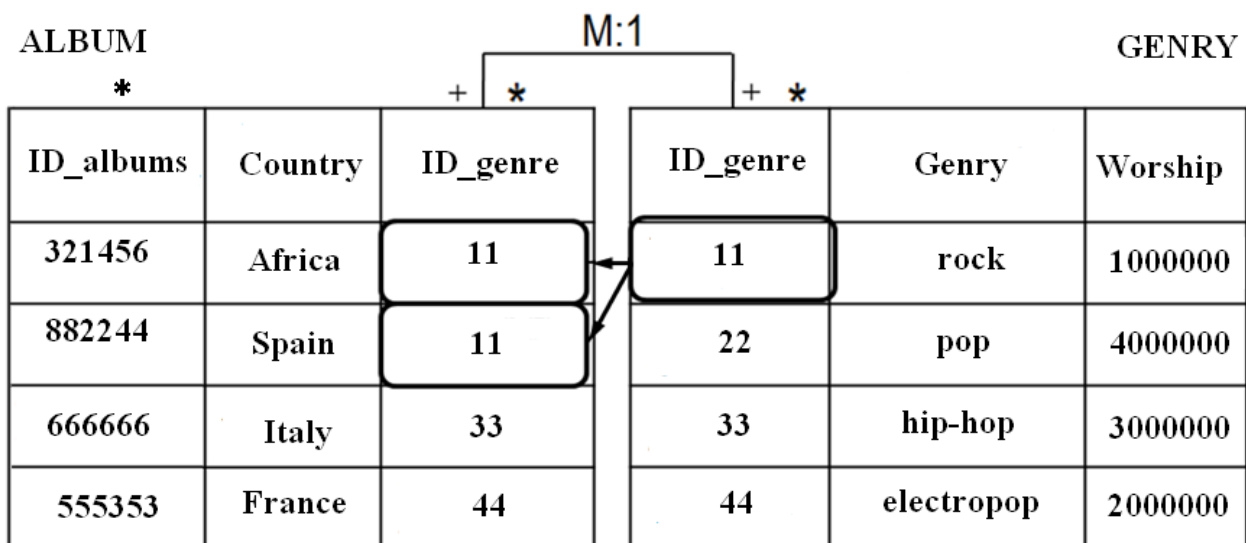 M:1
ALBUM GENRY
* + * + *
ID_albums Country ID_genre ID_genre Genry Worship
321456 Africa 11 11 rock 1000000
882244 Spain 11 22 pop 4000000
666666 Italy 33 33 hip-hop 3000000
555353 France 44 44 electropop 2000000